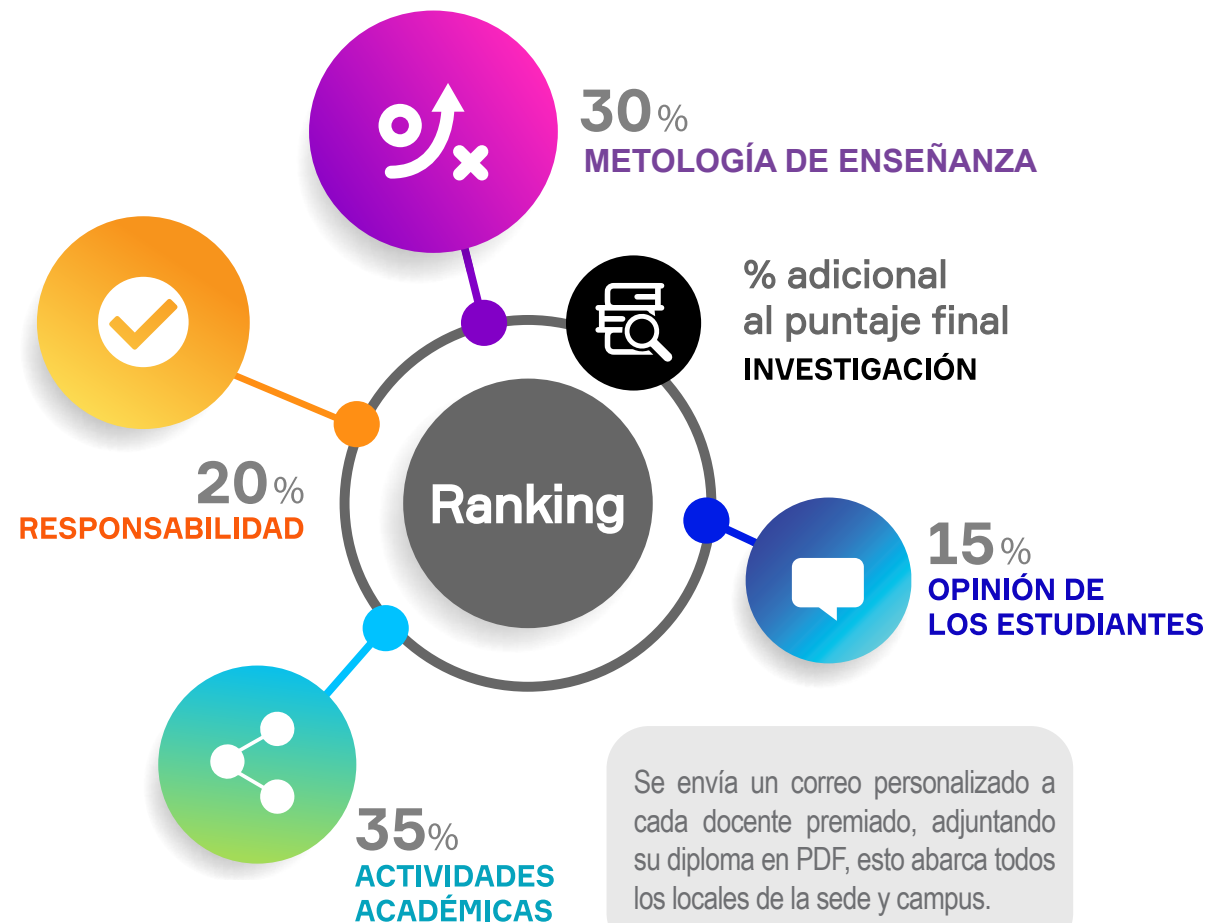 30%
METOLOGÍA DE ENSEÑANZA
% adicional
al puntaje final
INVESTIGACIÓN
Ranking
20%
RESPONSABILIDAD
15%
OPINIÓN DE
LOS ESTUDIANTES
35%
ACTIVIDADES
ACADÉMICAS
Se envía un correo personalizado a
cada docente premiado, adjuntando
su diploma en PDF, esto abarca todos
los locales de la sede y campus.